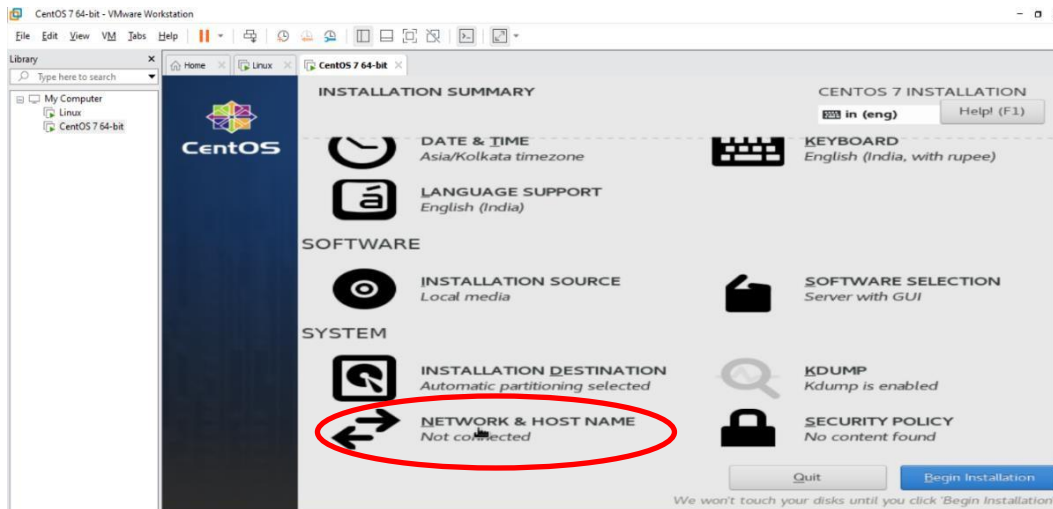 CentOS 7 64-bit - VMware Workstation
File Edit View VM Tabs Help
Library
Type here to search
My Computer
Linux
CentOS 7 64-bit
Home Linux CentOS 7 64-bit
CentOS
INSTALLATION SUMMARY
CENTOS 7 INSTALLATION
in (eng) Help! (F1)
DATE & TIME
Asia/Kolkata timezone
KEYBOARD
English (India, with rupee)
LANGUAGE SUPPORT
English (India)
SOFTWARE
INSTALLATION SOURCE
Local media
SOFTWARE SELECTION
Server with GUI
SYSTEM
INSTALLATION DESTINATION
Automatic partitioning selected
KDUMP
Kdump is enabled
NETWORK & HOST NAME
Not connected
SECURITY POLICY
No content found
Quit Begin Installation
We won't touch your disks until you click 'Begin Installation